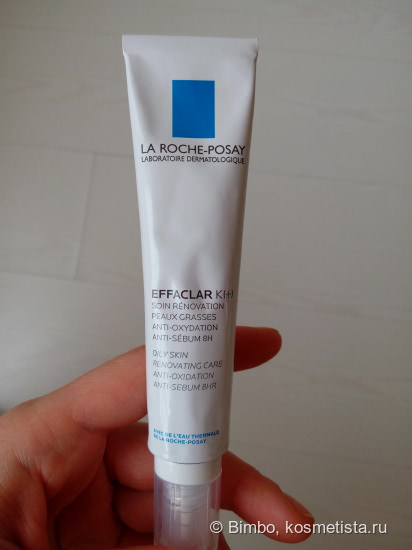 LA ROCHE-POSAY
LABORATOIRE DERMATOLOGIQUE
EFFACLAR K(+)
SOIN RÉNOVATION
PEAUX GRASSES
ANTI-OXYDATION
ANTI-SÉBUM 8H
OILY SKIN
RENOVATING CARE
ANTI-OXIDATION
ANTI-SEBUM 8HR
AVEC DE L'EAU THERMALE
DE LA ROCHE-POSAY
© Bimbo, kosmetista.ru